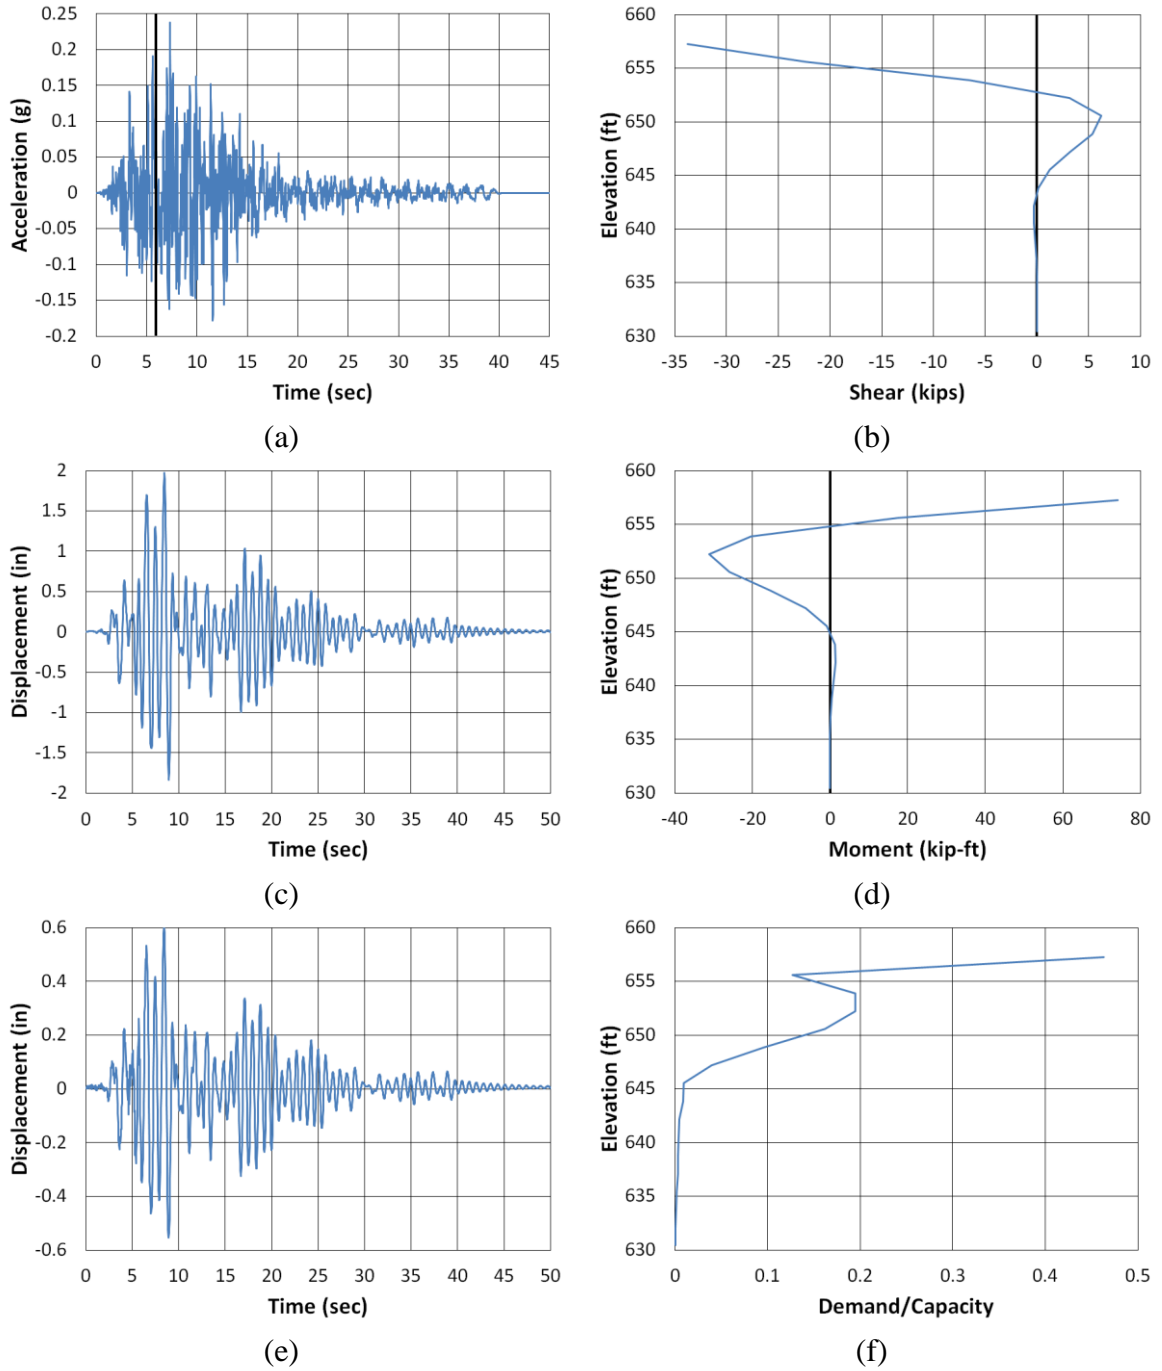 0.25
0.2
0.15
0.1
0.05
0
-0.05
-0.1
-0.15
-0.2
Acceleration (g)
0 5 10 15 20 25 30 35 40 45
Time (sec)
(a)
660
655
650
645
640
635
630
Elevation (ft)
-35 -30 -25 -20 -15 -10 -5 0 5 10
Shear (kips)
(b)
2
1.5
1
0.5
0
-0.5
-1
-1.5
-2
Displacement (in)
0 5 10 15 20 25 30 35 40 45 50
Time (sec)
(c)
660
655
650
645
640
635
630
Elevation (ft)
-40 -20 0 20 40 60 80
Moment (kip-ft)
(d)
0.6
0.4
0.2
0
-0.2
-0.4
-0.6
Displacement (in)
0 5 10 15 20 25 30 35 40 45 50
Time (sec)
(e)
660
655
650
645
640
635
630
Elevation (ft)
0 0.1 0.2 0.3 0.4 0.5
Demand/Capacity
(f)